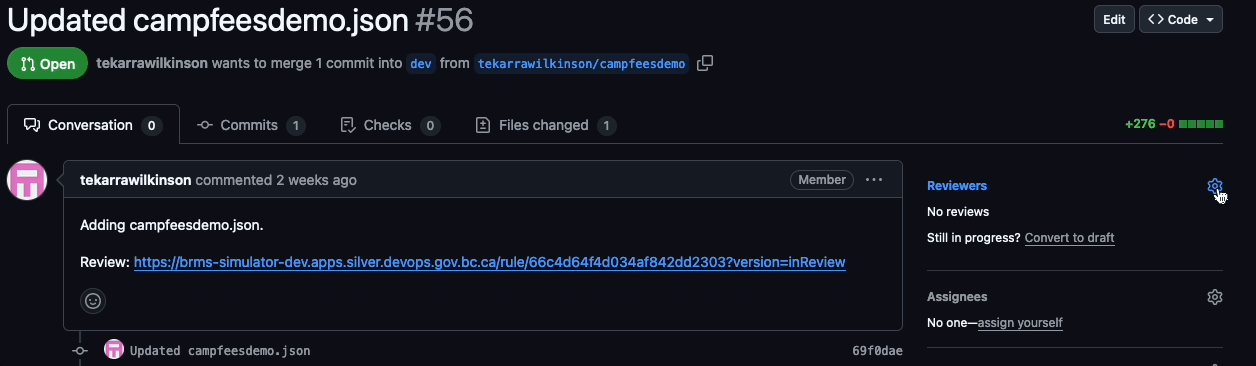 Updated campfeesdemo.json #56
Edit
Code
Open
tekarrawilkinson wants to merge 1 commit into dev from tekarrawilkinson/campfeesdemo
Conversation 0
Commits 1
Checks 0
Files changed 1
+276 −0
tekarrawilkinson commented 2 weeks ago
Member
Adding campfeesdemo.json.
Review: https://brms-simulator-dev.apps.silver.devops.gov.bc.ca/rule/66c4d64f4d034af842dd2303?version=inReview
Updated campfeesdemo.json
69f0dae
Reviewers
No reviews
Still in progress? Convert to draft
Assignees
No one—assign yourself